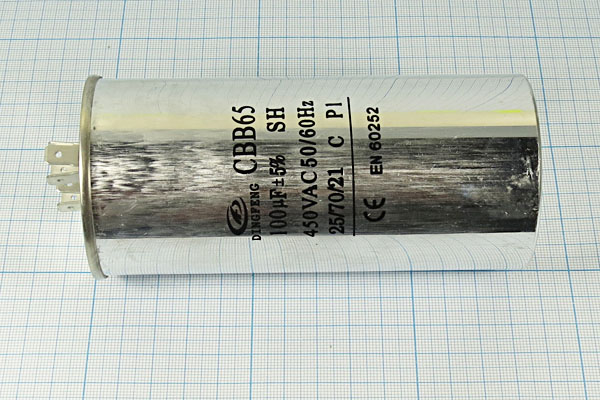 DINGFENG CBB65
100µF±5% SH
450VAC 50/60Hz
25/70/21 C P1
CE EN 60252